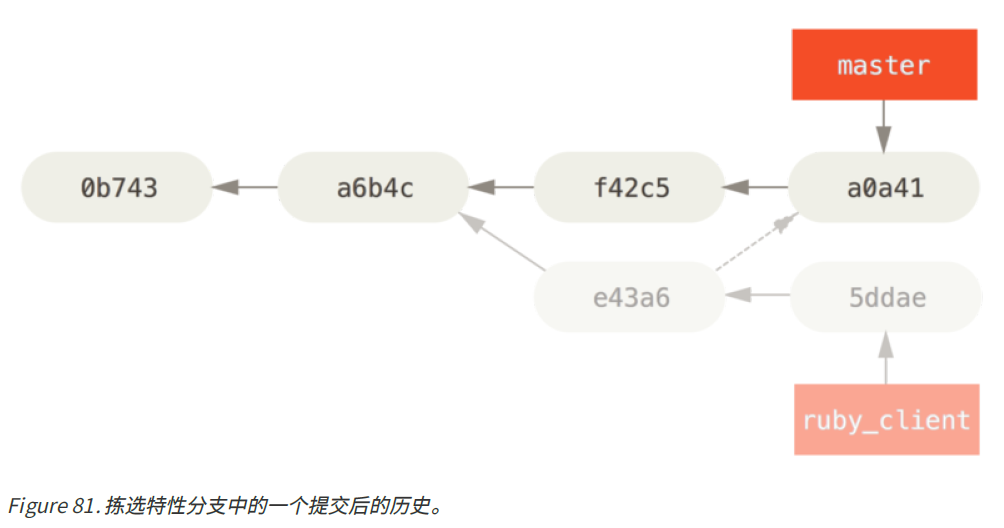 master
0b743
a6b4c
f42c5
a0a41
e43a6
5ddae
ruby_client
Figure 81. 拣选特性分支中的一个提交后的历史。